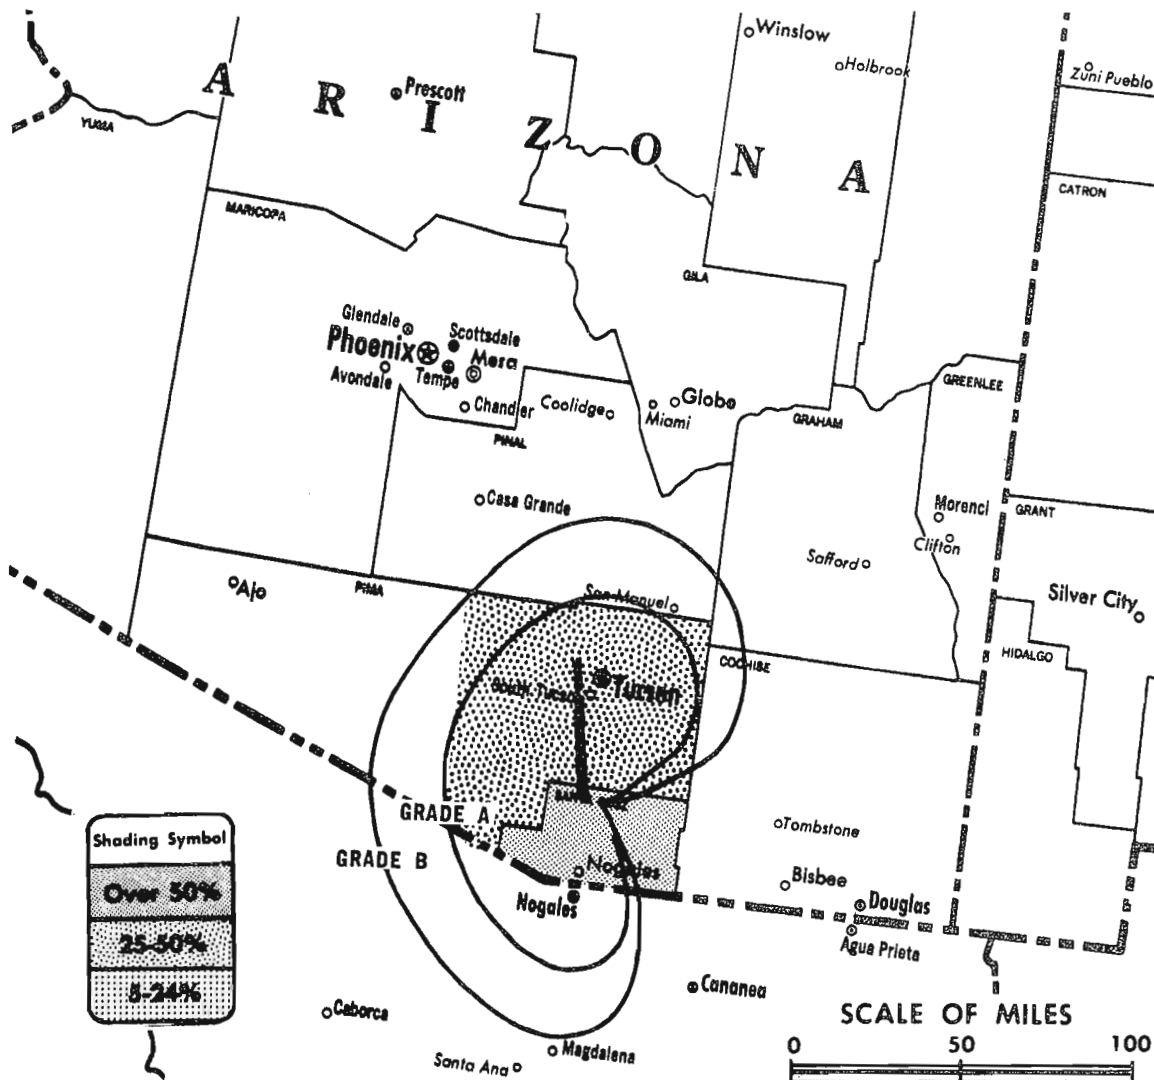 Winslow
Holbrook
Zuni Pueblo
ARIZONA
Prescott
YUMA
CATRON
MARICOPA
GILA
Glendale
Scottsdale
Phoenix
Mesa
Avondale
Tempe
GREENLEE
Chandler
Coolidge
Globe
Miami
GRAHAM
PINAL
Casa Grande
Morenci
GRANT
Clifton
Safford
Ajo
PIMA
San Manuel
Silver City
HIDALGO
COCHISE
South Tucson
Tucson
GRADE A
Tombstone
Shading Symbol
GRADE B
Nogales
Bisbee
Over 50%
Nogales
Douglas
25-50%
Agua Prieta
5-24%
Cananea
Caborca
SCALE OF MILES
Magdalena
Santa Ana
0 50 100